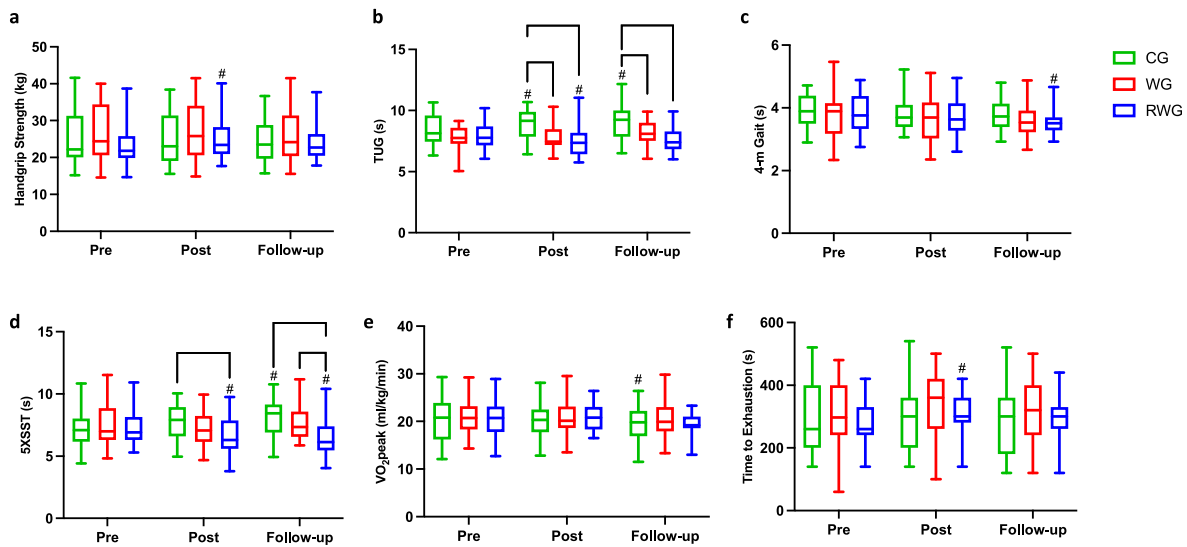 a
Handgrip Strength (kg)
50
40
30
20
10
0
#
Pre
Post
Follow-up
b
TUG (s)
15
10
5
0
#
#
#
Pre
Post
Follow-up
c
4-m Gait (s)
6
4
2
0
#
Pre
Post
Follow-up
CG
WG
RWG
d
5XSST (s)
15
10
5
0
#
#
#
Pre
Post
Follow-up
e
VO2peak (ml/kg/min)
40
30
20
10
0
#
Pre
Post
Follow-up
f
Time to Exhaustion (s)
600
400
200
0
#
Pre
Post
Follow-up